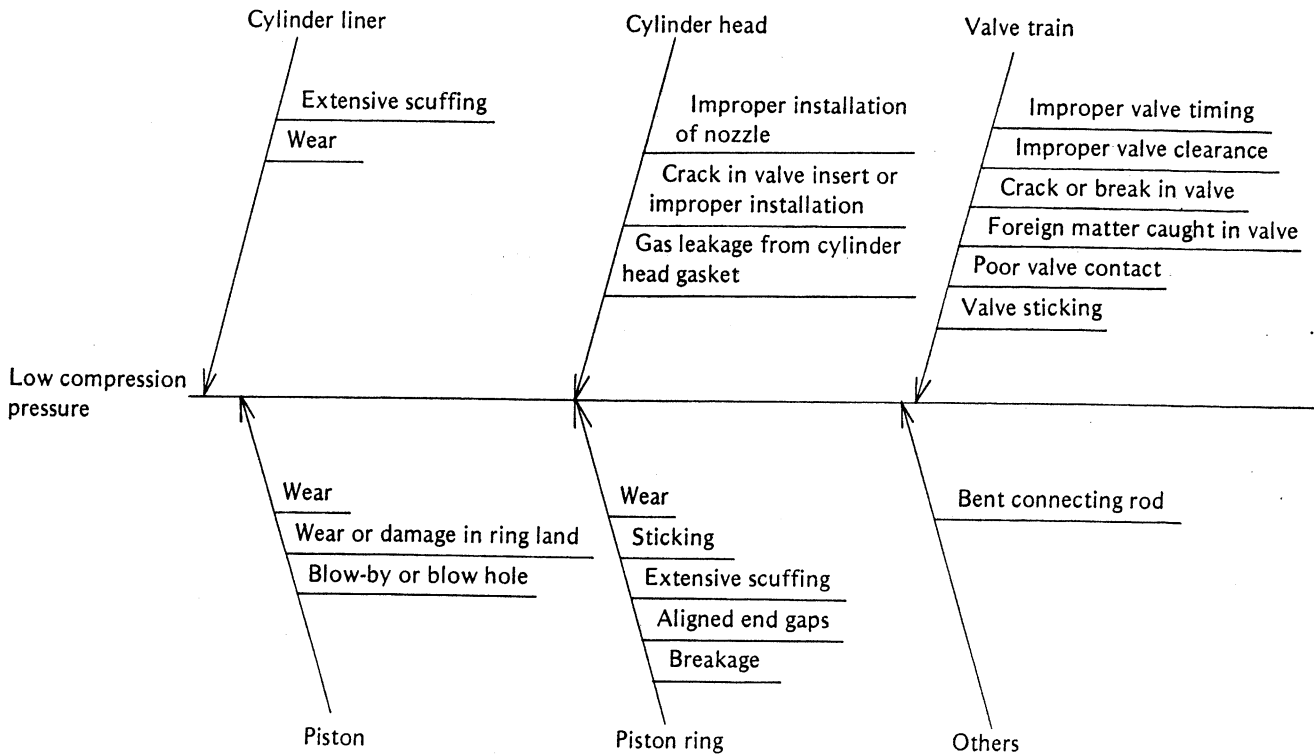 Cylinder liner
Extensive scuffing
Wear
Cylinder head
Improper installation
of nozzle
Crack in valve insert or
improper installation
Gas leakage from cylinder
head gasket
Valve train
Improper valve timing
Improper valve clearance
Crack or break in valve
Foreign matter caught in valve
Poor valve contact
Valve sticking
Low compression
pressure
Wear
Wear or damage in ring land
Blow-by or blow hole
Piston
Wear
Sticking
Extensive scuffing
Aligned end gaps
Breakage
Piston ring
Bent connecting rod
Others